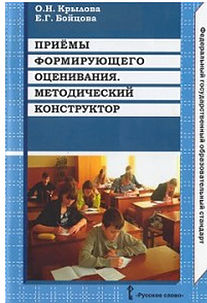 О.Н. Крылова
Е.Г. Бойцова
ПРИЁМЫ
ФОРМИРУЮЩЕГО
ОЦЕНИВАНИЯ.
МЕТОДИЧЕСКИЙ
КОНСТРУКТОР
Федеральный государственный образовательный стандарт
«Русское слово»